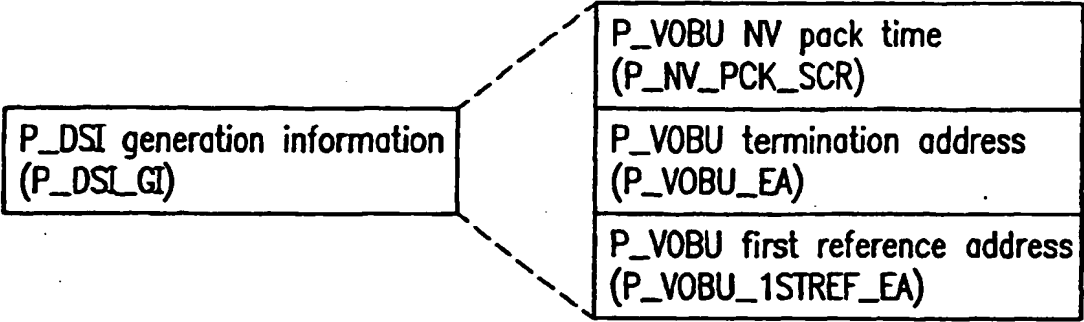 P_DSI generation information
(P_DSI_GI)
P_VOBU NV pack time
(P_NV_PCK_SCR)
P_VOBU termination address
(P_VOBU_EA)
P_VOBU first reference address
(P_VOBU_1STREF_EA)